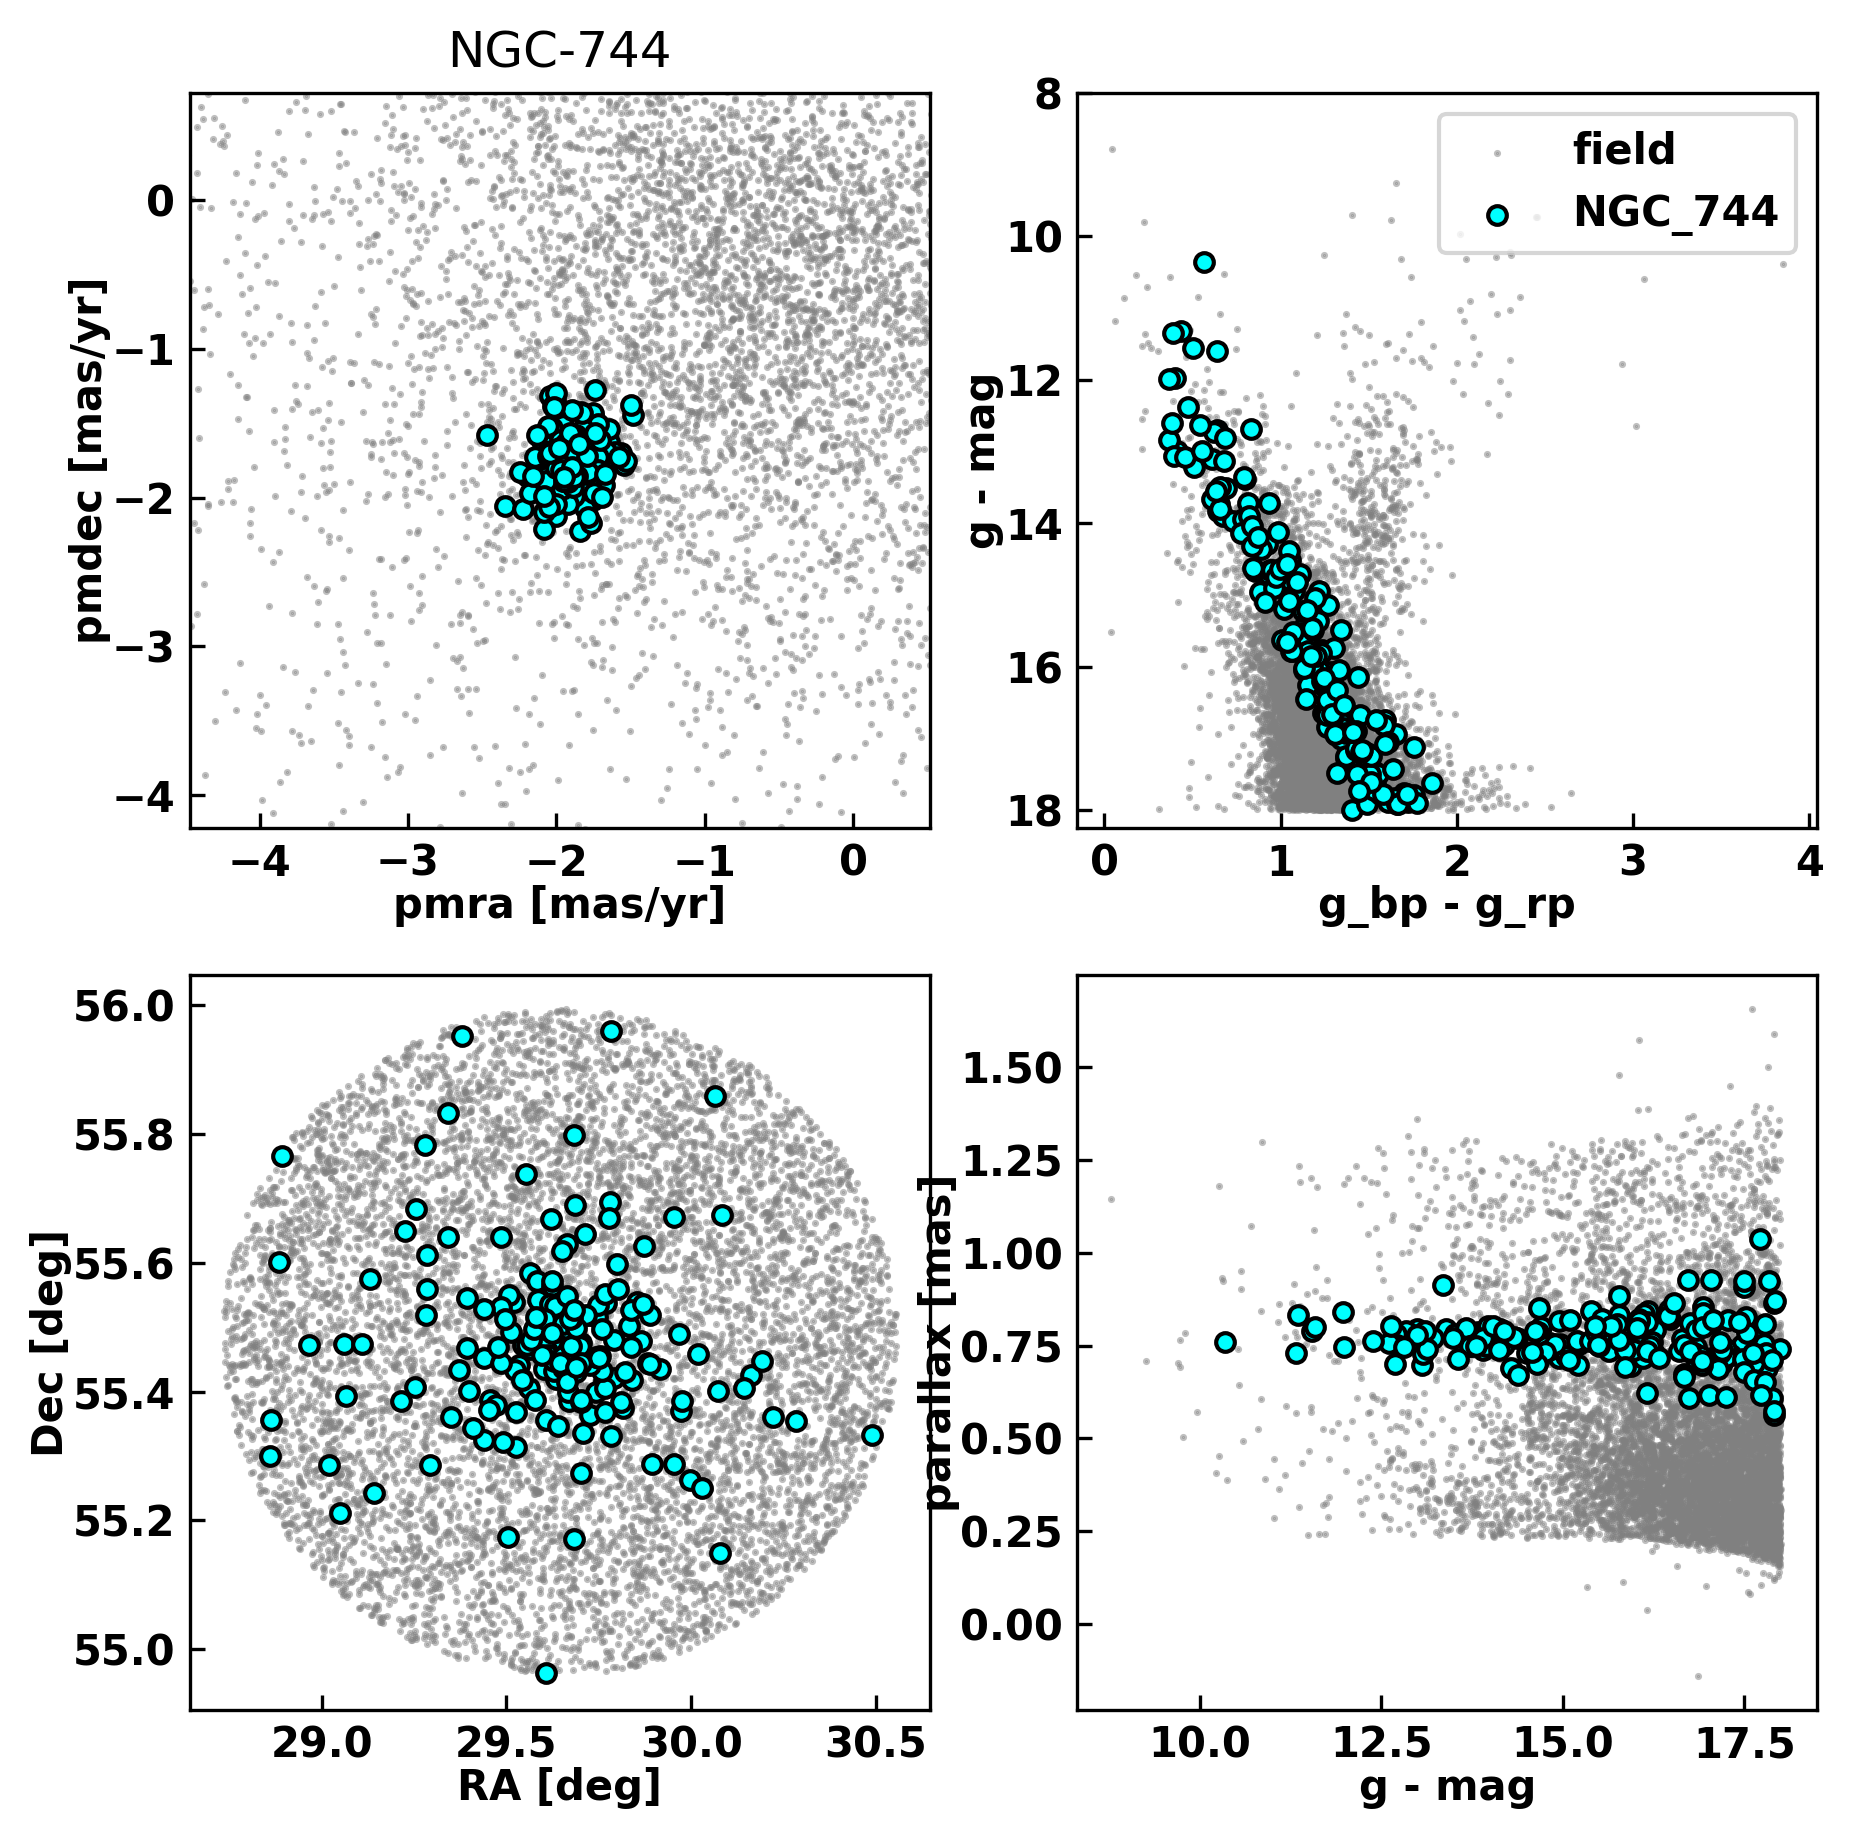 NGC-744
0
−1
−2
−3
−4
pmdec [mas/yr]
−4 −3 −2 −1 0
pmra [mas/yr]
8
10
12
14
16
18
g - mag
field
NGC_744
0 1 2 3 4
g_bp - g_rp
56.0
55.8
55.6
55.4
55.2
55.0
Dec [deg]
29.0 29.5 30.0 30.5
RA [deg]
1.50
1.25
1.00
0.75
0.50
0.25
0.00
parallax [mas]
10.0 12.5 15.0 17.5
g - mag